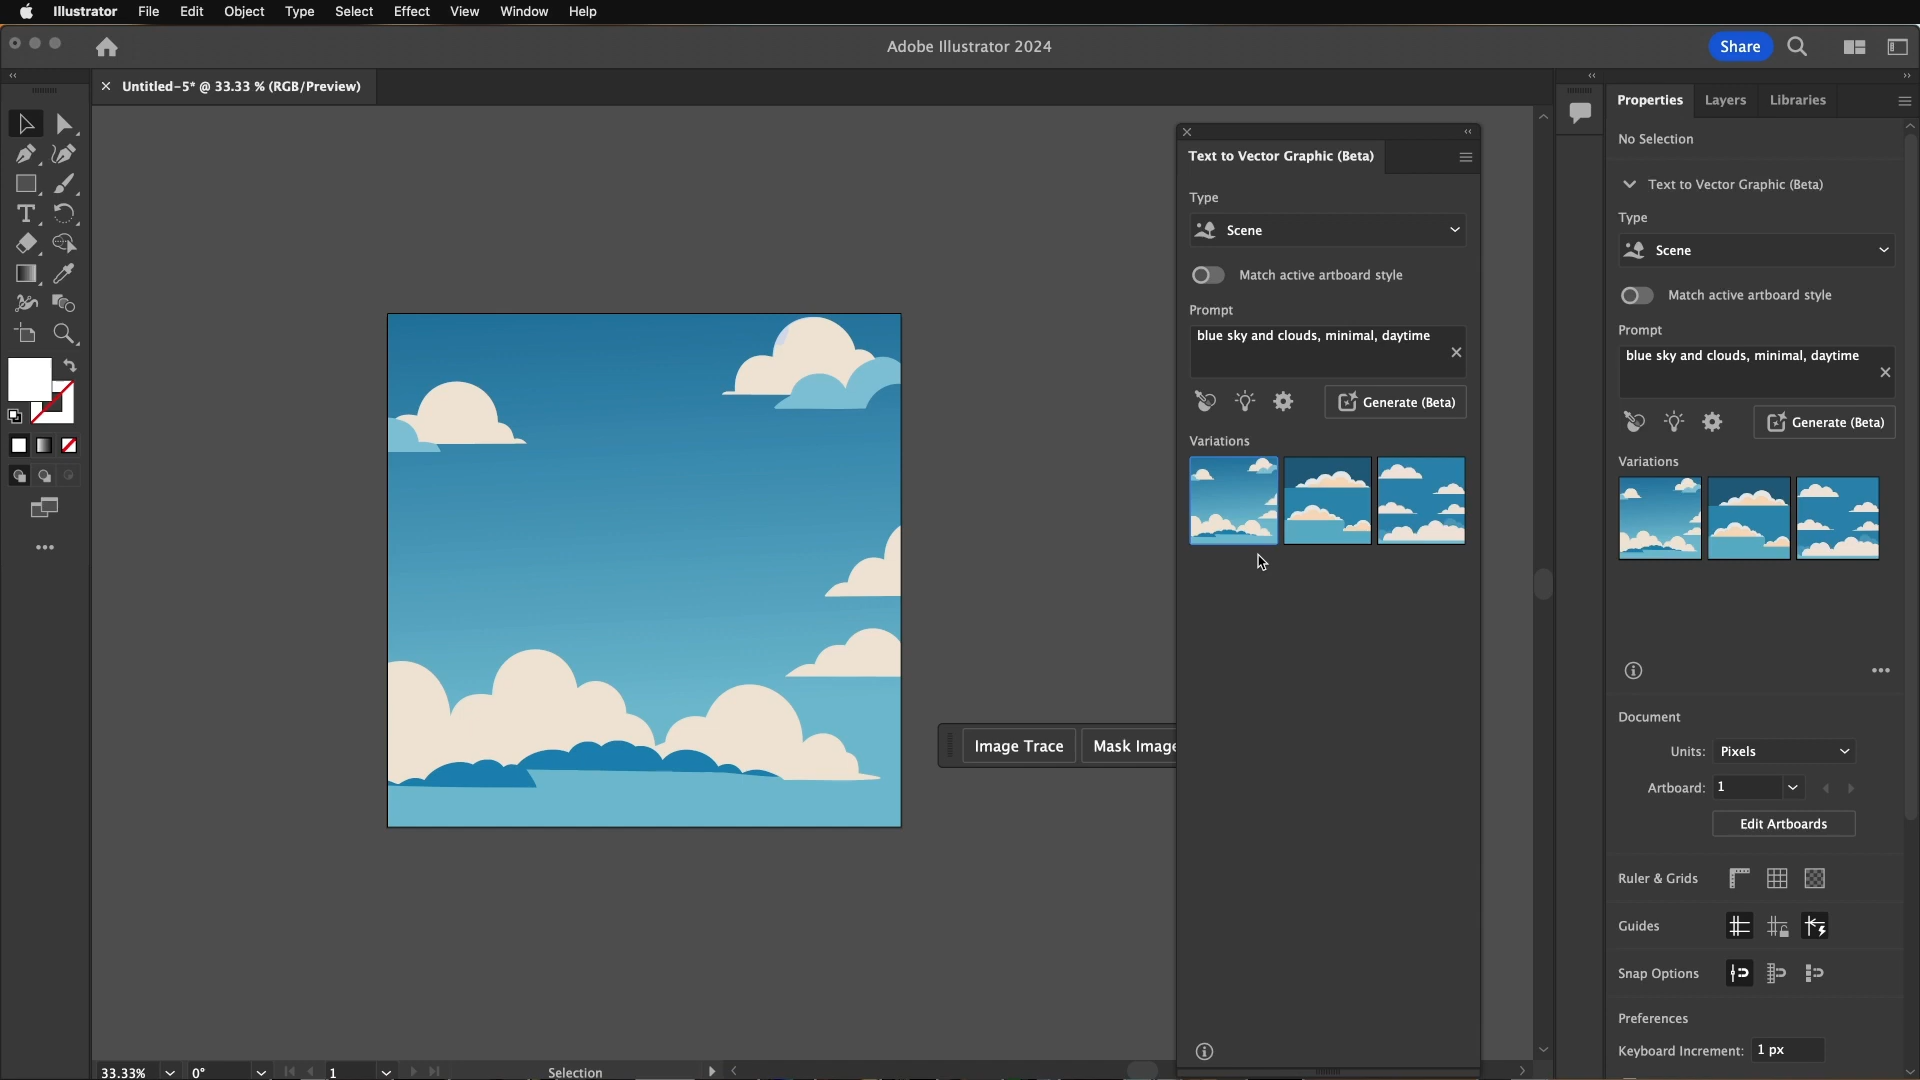 Illustrator File Edit Object Type Select Effect View Window Help
Adobe Illustrator 2024
Share
Untitled-5* @ 33.33 % (RGB/Preview)
Text to Vector Graphic (Beta)
Type
Scene
Match active artboard style
Prompt
blue sky and clouds, minimal, daytime
Generate (Beta)
Variations
Image Trace
Mask Image
33.33%
0°
1
Selection
Properties Layers Libraries
No Selection
Text to Vector Graphic (Beta)
Type
Scene
Match active artboard style
Prompt
blue sky and clouds, minimal, daytime
Generate (Beta)
Variations
Document
Units: Pixels
Artboard: 1
Edit Artboards
Ruler & Grids
Guides
Snap Options
Preferences
Keyboard Increment: 1 px